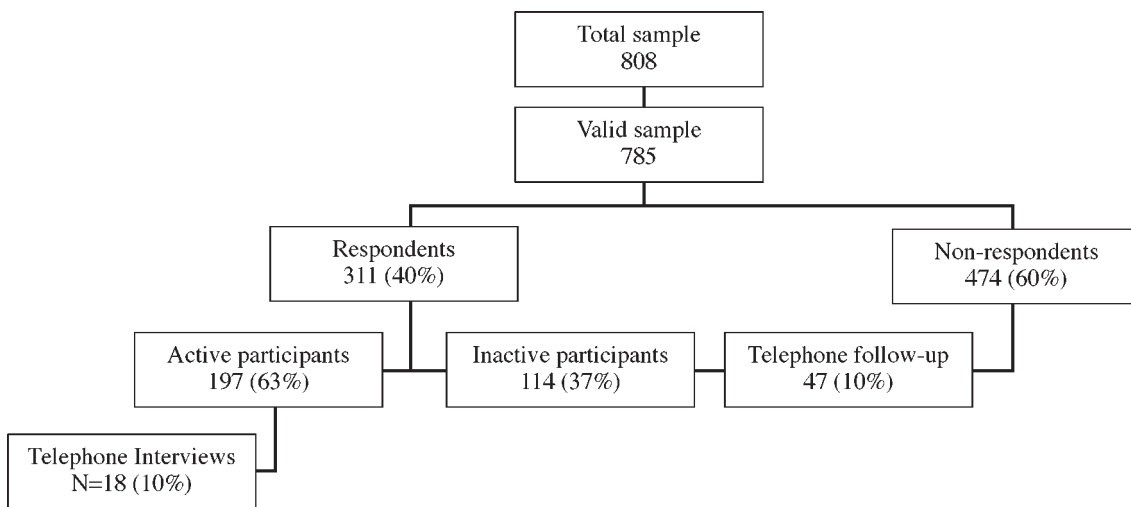 Total sample
808
Valid sample
785
Respondents
311 (40%)
Non-respondents
474 (60%)
Active participants
197 (63%)
Inactive participants
114 (37%)
Telephone follow-up
47 (10%)
Telephone Interviews
N=18 (10%)